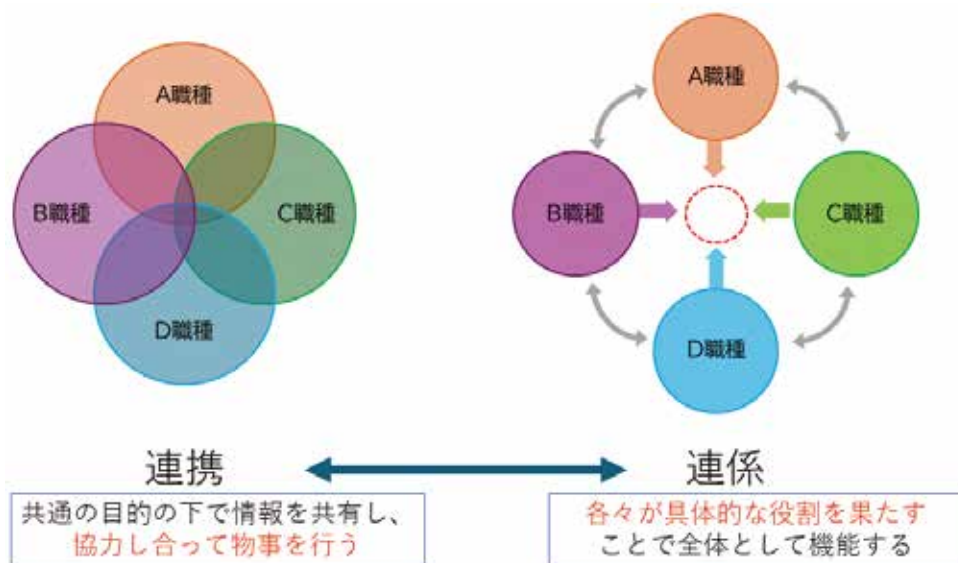 A職種
B職種
C職種
D職種
連携
共通の目的の下で情報を共有し、
協力し合って物事を行う
A職種
B職種
C職種
D職種
連係
各々が具体的な役割を果たす
ことで全体として機能する